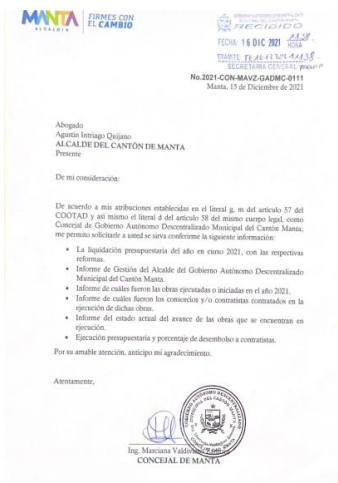 MANTA
ALCALDÍA
FIRMES CON
EL CAMBIO
RECIBIDO
FECHA: 16 DIC 2021 HORA
TRÁMITE:
SECRETARÍA GENERAL
No.2021-CON-MAVZ-GADMC-0111
Manta, 15 de Diciembre de 2021
Abogado
Agustín Intriago Quijano
ALCALDE DEL CANTÓN DE MANTA
Presente
De mi consideración:
De acuerdo a mis atribuciones establecidas en el literal g, m del artículo 57 del
COOTAD y así mismo el literal d del artículo 58 del mismo cuerpo legal, como
Concejal de Gobierno Autónomo Descentralizado Municipal del Cantón Manta;
me permito solicitarle a usted se sirva conferirme la siguiente información:
• La liquidación presupuestaria del año en curso 2021, con las respectivas
reformas.
• Informe de Gestión del Alcalde del Gobierno Autónomo Descentralizado
Municipal del Cantón Manta.
• Informe de cuáles fueron las obras ejecutadas o iniciadas en el año 2021.
• Informe de cuáles fueron los consorcios y/o contratistas contratados en la
ejecución de dichas obras.
• Informe del estado actual del avance de las obras que se encuentran en
ejecución.
• Ejecución presupuestaria y porcentaje de desembolso a contratistas.
Por su amable atención, anticipo mi agradecimiento.
Atentamente,
Ing. Marciana
CONCEJAL DE MANTA